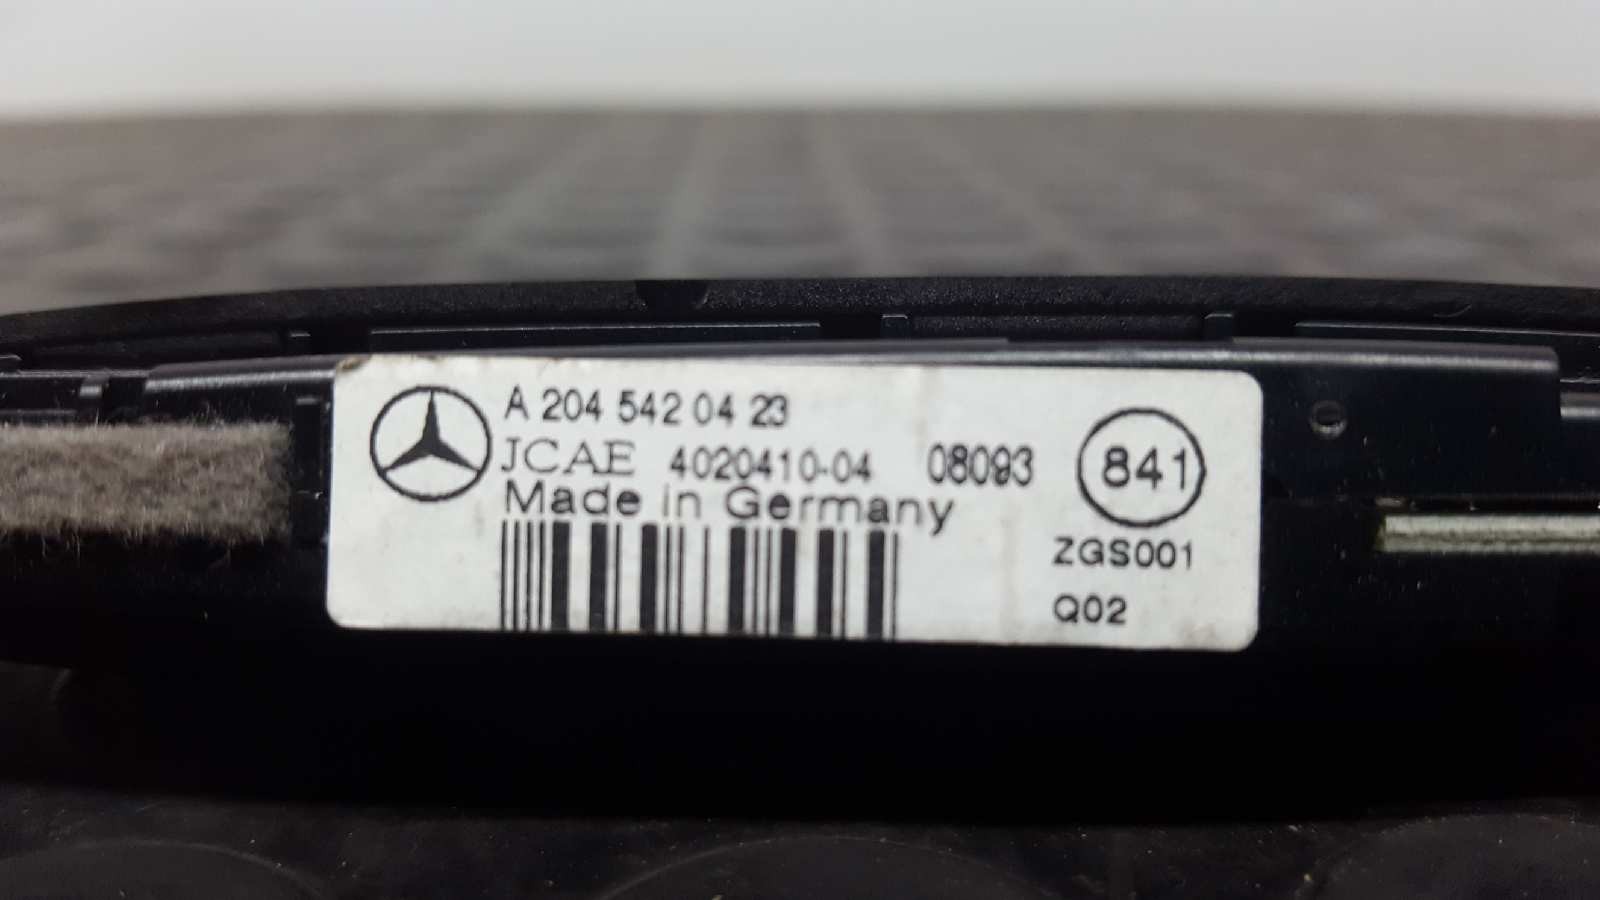 A 204 542 04 23
JCAE 4020410-04 08093 841
Made in Germany
ZGS001
Q02